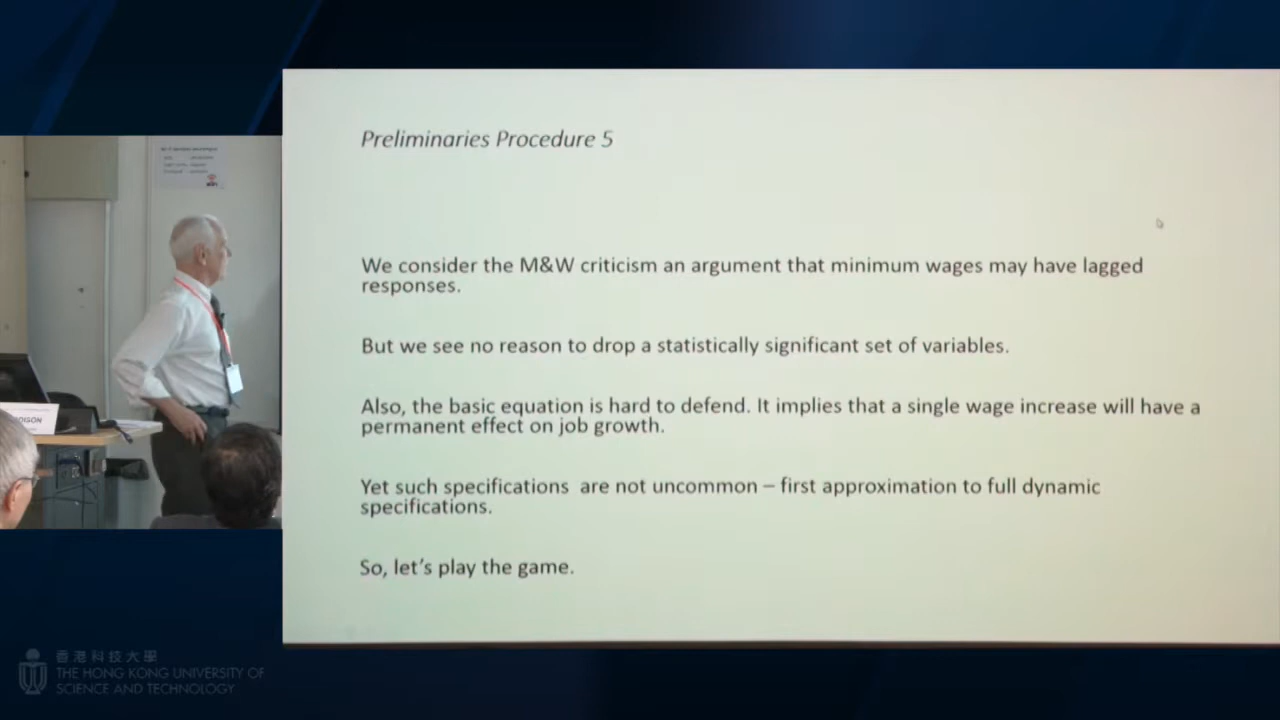 Preliminaries Procedure 5
We consider the M&W criticism an argument that minimum wages may have lagged
responses.
But we see no reason to drop a statistically significant set of variables.
Also, the basic equation is hard to defend. It implies that a single wage increase will have a
permanent effect on job growth.
Yet such specifications are not uncommon – first approximation to full dynamic
specifications.
So, let's play the game.
香港科技大學
THE HONG KONG UNIVERSITY OF
SCIENCE AND TECHNOLOGY